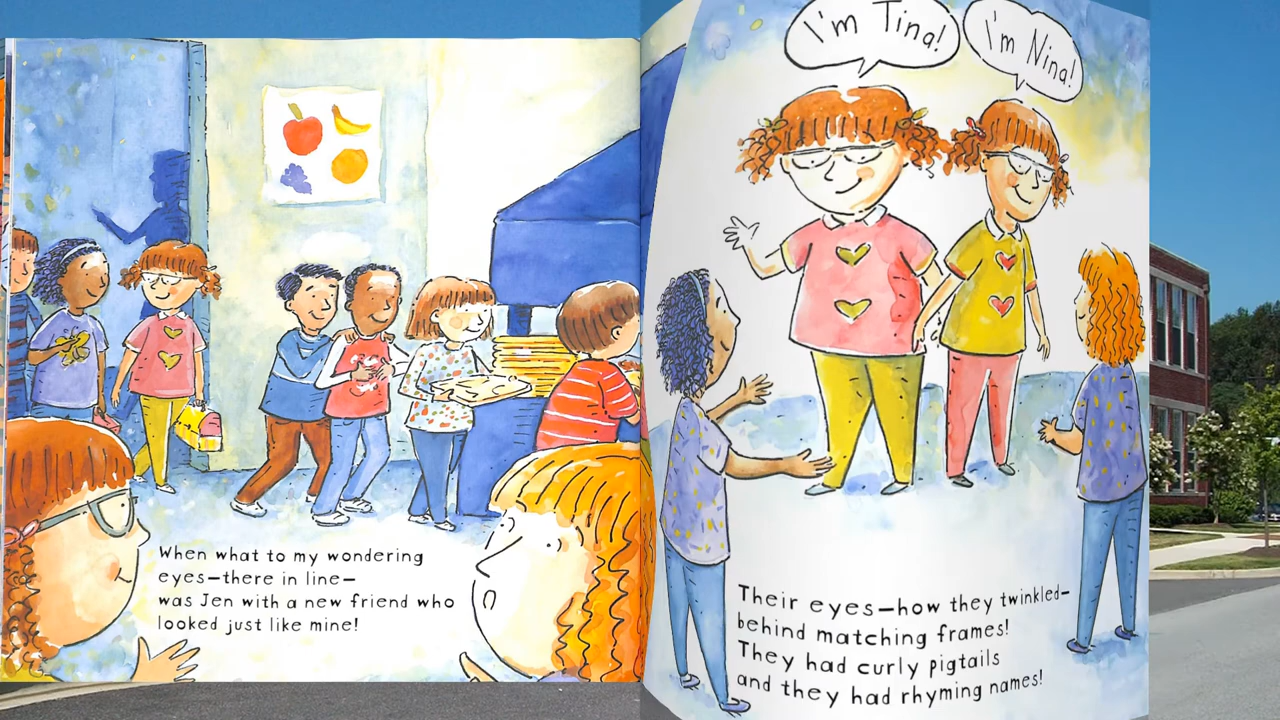 When what to my wondering
eyes—there in line—
was Jen with a new friend who
looked just like mine!
I'm Tina!
I'm Nina!
Their eyes—how they twinkled—
behind matching frames!
They had curly pigtails
and they had rhyming names!